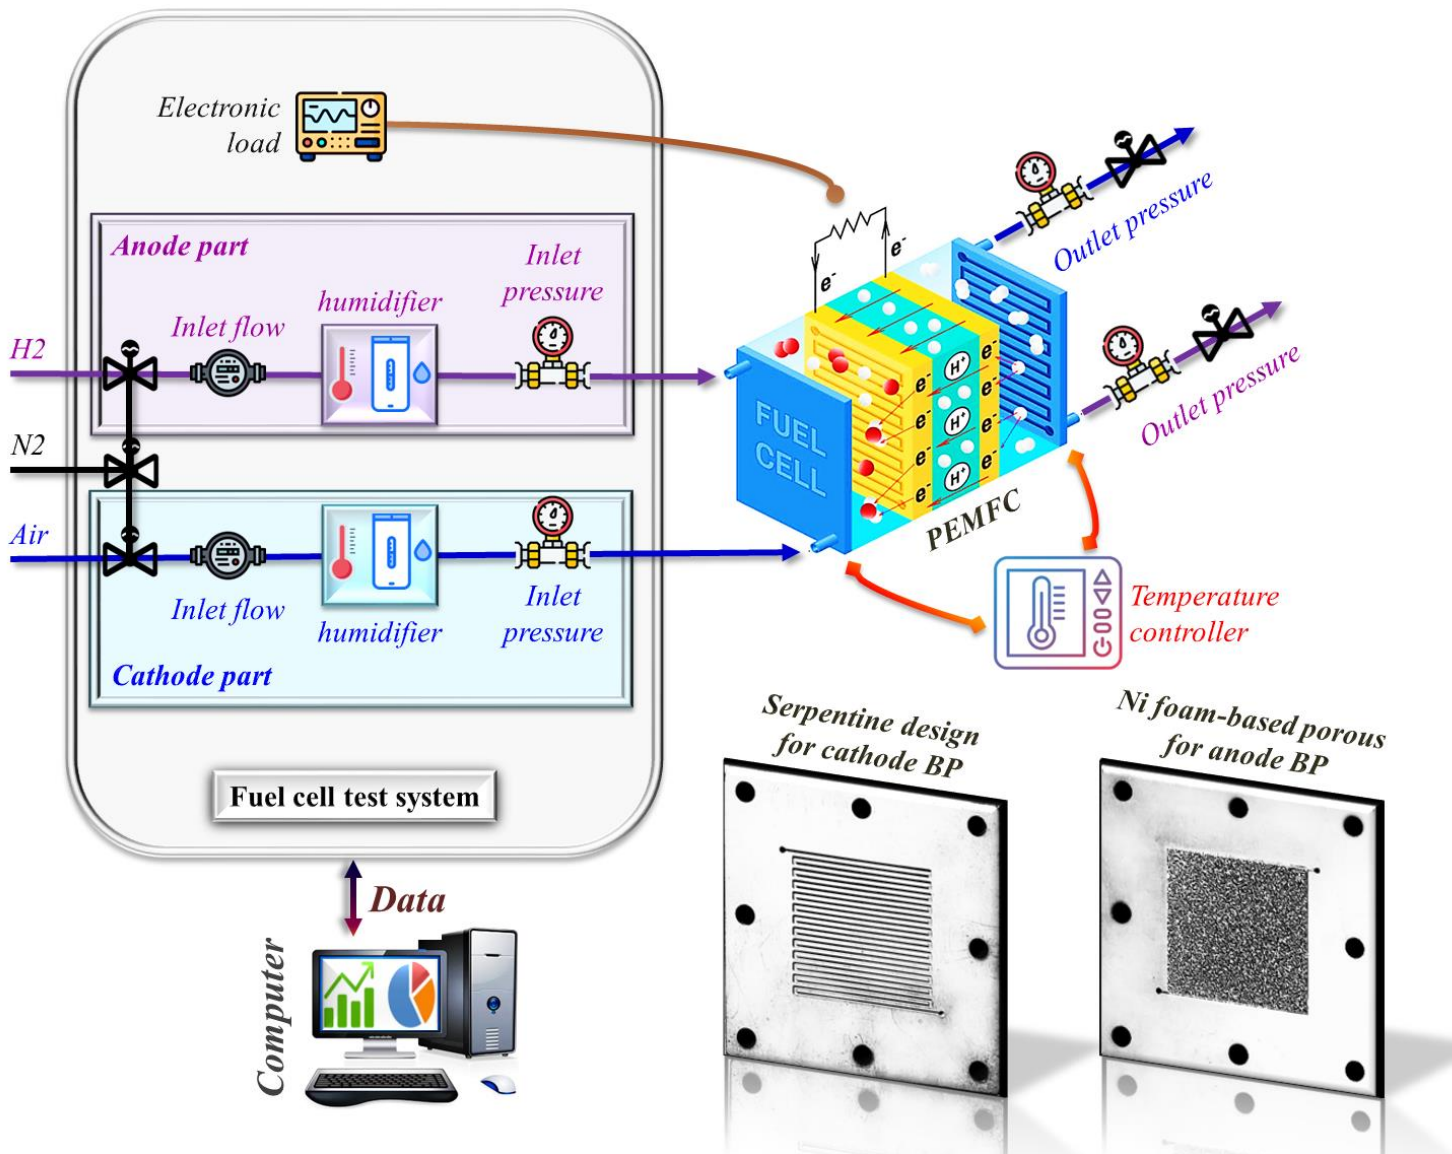 Electronic
load
Anode part
Inlet
pressure
humidifier
Inlet flow
H2
N2
Air
Inlet flow
humidifier
Inlet
pressure
Cathode part
Fuel cell test system
Data
Computer
Outlet pressure
Outlet pressure
e-
e-
FUEL
CELL
e-
e-
e-
e-
e-
e-
e-
e-
H+
H+
H+
PEMFC
Temperature
controller
Serpentine design
for cathode BP
Ni foam-based porous
for anode BP